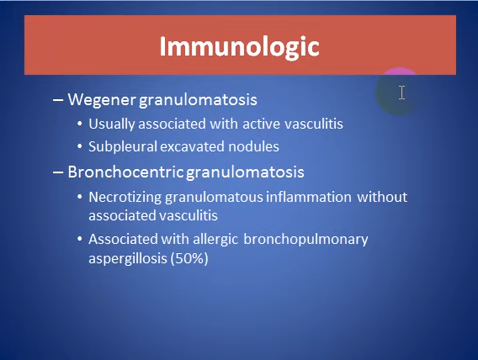 Immunologic
– Wegener granulomatosis
• Usually associated with active vasculitis
• Subpleural excavated nodules
– Bronchocentric granulomatosis
• Necrotizing granulomatous inflammation without
associated vasculitis
• Associated with allergic bronchopulmonary
aspergillosis (50%)